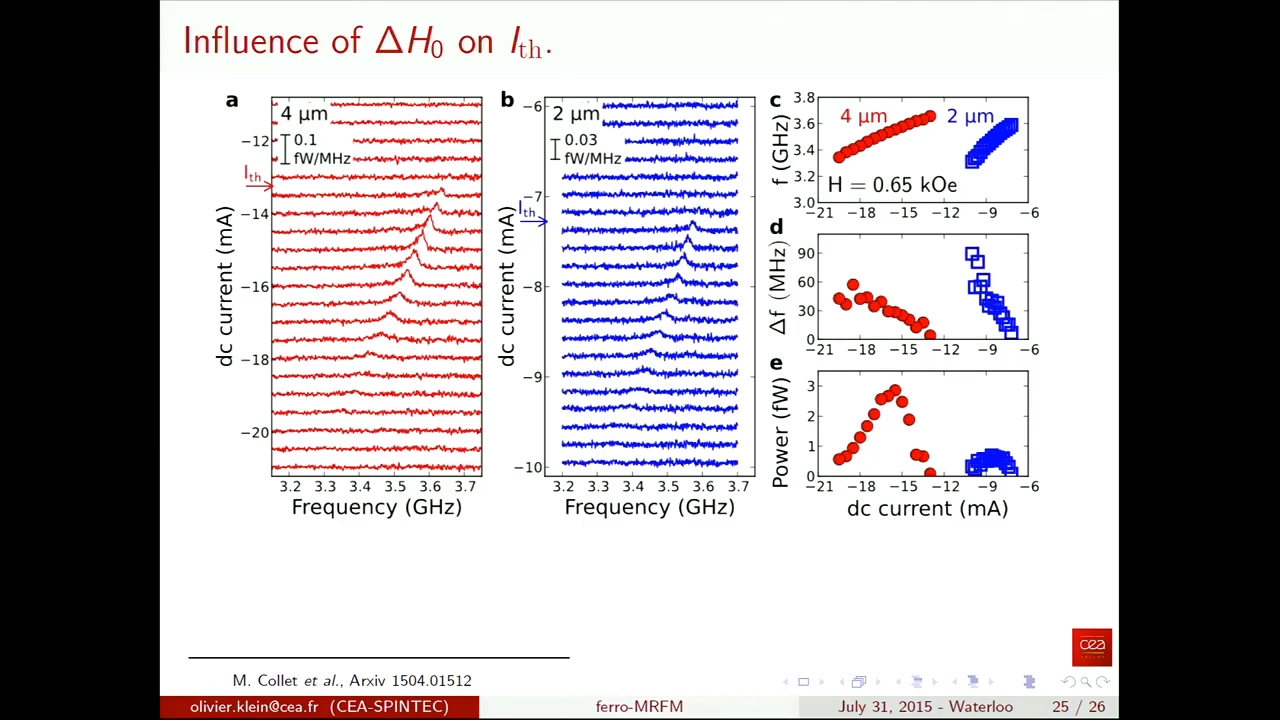 Influence of ΔH0 on Ith.
a
4 μm
0.1
fW/MHz
Ith
dc current (mA)
−12
−14
−16
−18
−20
3.2 3.3 3.4 3.5 3.6 3.7
Frequency (GHz)
b
2 μm
0.03
fW/MHz
Ith
dc current (mA)
−6
−7
−8
−9
−10
3.2 3.3 3.4 3.5 3.6 3.7
Frequency (GHz)
c
4 μm 2 μm
H = 0.65 kOe
f (GHz)
3.8
3.6
3.4
3.2
3.0
−21 −18 −15 −12 −9 −6
d
Δf (MHz)
90
60
30
0
−21 −18 −15 −12 −9 −6
e
Power (fW)
3
2
1
0
−21 −18 −15 −12 −9 −6
dc current (mA)
cea
M. Collet et al., Arxiv 1504.01512
olivier.klein@cea.fr (CEA-SPINTEC) ferro-MRFM July 31, 2015 - Waterloo 25 / 26